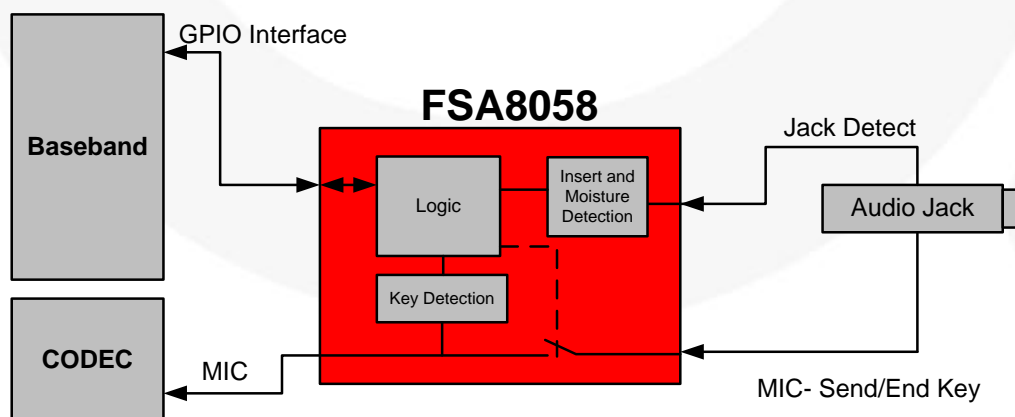 GPIO Interface
Baseband
FSA8058
Jack Detect
Logic
Insert and
Moisture
Detection
Audio Jack
Key Detection
CODEC
MIC
MIC- Send/End Key